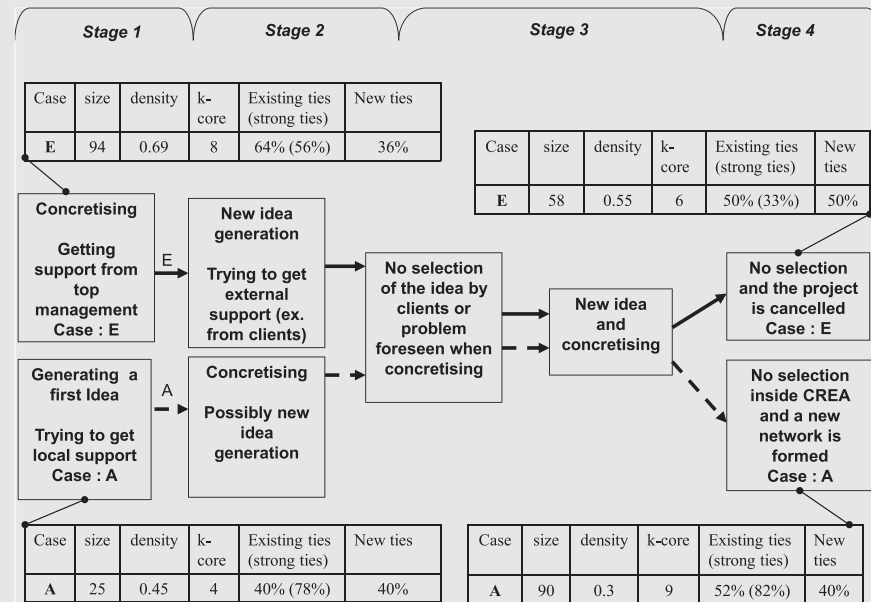 Stage 1 Stage 2 Stage 3 Stage 4
Case size density k- Existing ties New ties
core (strong ties)
E 94 0.69 8 64% (56%) 36%
Case size density k- Existing ties New
core (strong ties) ties
E 58 0.55 6 50% (33%) 50%
Concretising
Getting
support from
top
management
Case : E
E
New idea
generation
Trying to get
external
support (ex.
from clients)
No selection
of the idea by
clients or
problem
foreseen when
concretising
New idea
and
concretising
No selection
and the project
is cancelled
Case : E
Generating a
first Idea
Trying to get
local support
Case : A
A
Concretising
Possibly new
idea
generation
No selection
inside CREA
and a new
network is
formed
Case : A
Case size density k- Existing ties New ties
core (strong ties)
A 25 0.45 4 40% (78%) 40%
Case size density k-core Existing ties New
(strong ties) ties
A 90 0.3 9 52% (82%) 40%